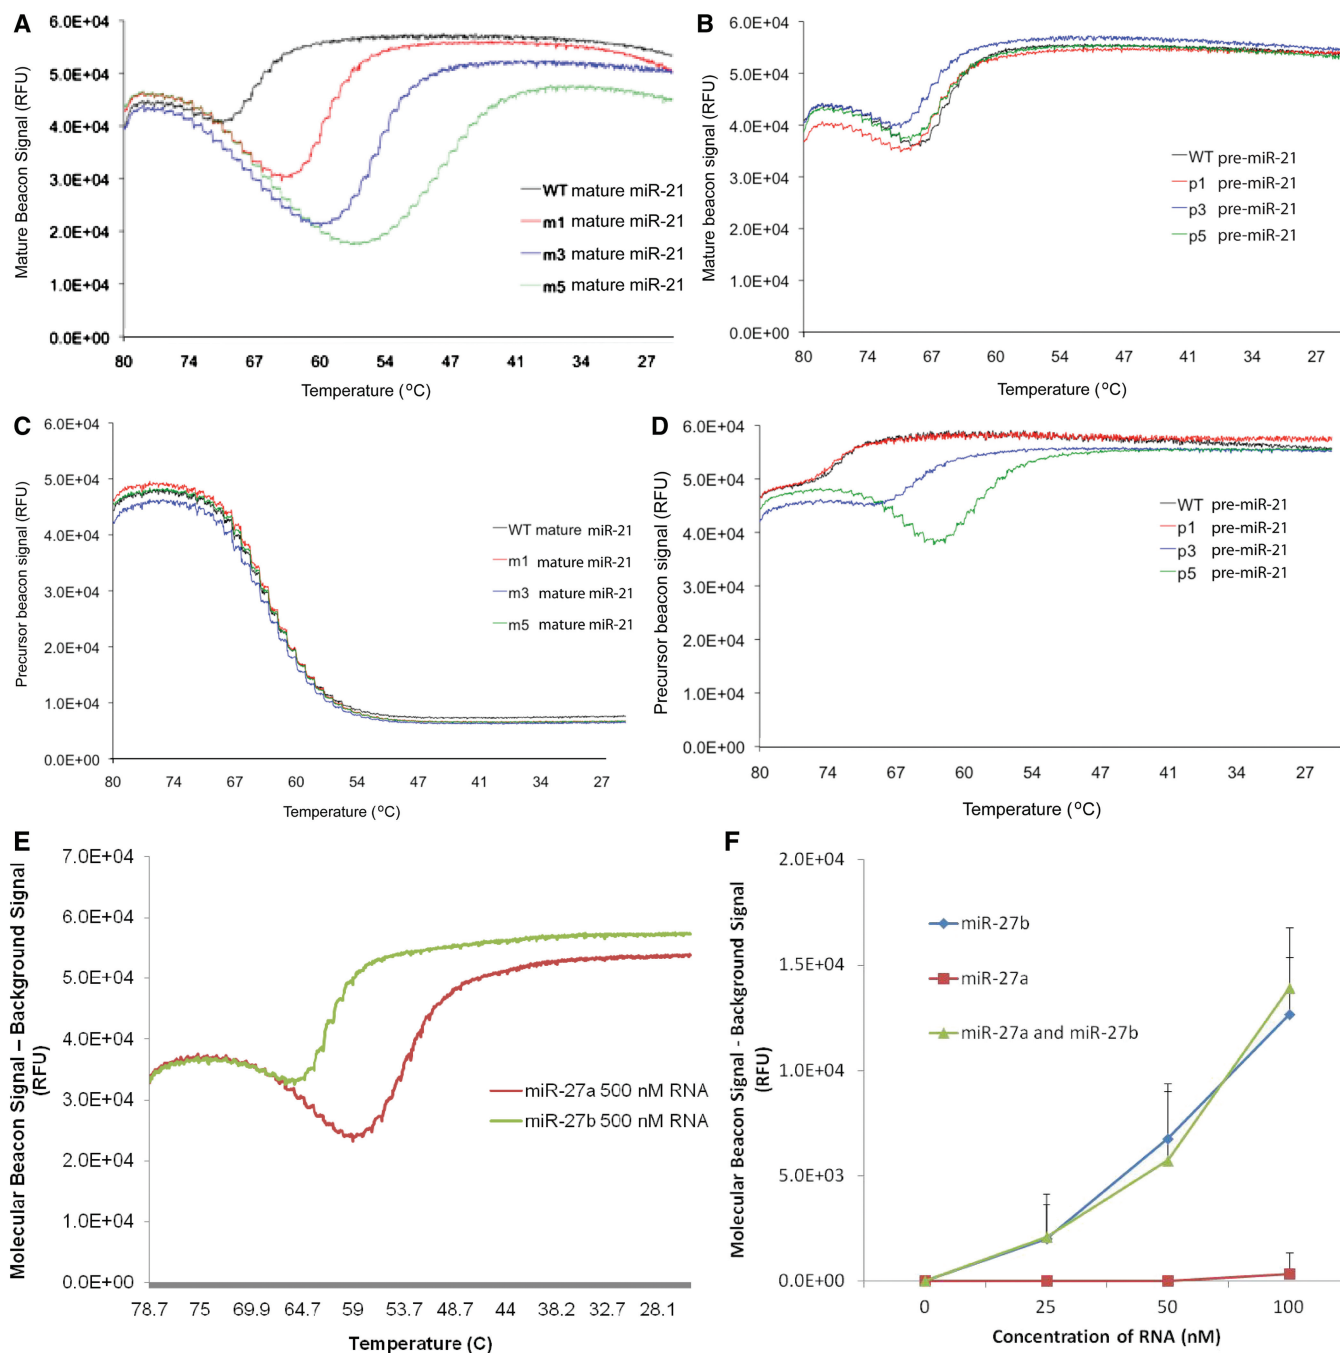 A
Mature Beacon Signal (RFU)
6.0E+04
5.0E+04
4.0E+04
3.0E+04
2.0E+04
1.0E+04
0.0E+00
WT mature miR-21
m1 mature miR-21
m3 mature miR-21
m5 mature miR-21
80 74 67 60 54 47 41 34 27
Temperature (°C)
B
Mature beacon signal (RFU)
6.0E+04
5.0E+04
4.0E+04
3.0E+04
2.0E+04
1.0E+04
0.0E+00
WT pre-miR-21
p1 pre-miR-21
p3 pre-miR-21
p5 pre-miR-21
80 74 67 60 54 47 41 34 27
Temperature (°C)
C
Precursor beacon signal (RFU)
6.0E+04
5.0E+04
4.0E+04
3.0E+04
2.0E+04
1.0E+04
0.0E+00
WT mature miR-21
m1 mature miR-21
m3 mature miR-21
m5 mature miR-21
80 74 67 60 54 47 41 34 27
Temperature (°C)
D
Precursor beacon signal (RFU)
6.0E+04
5.0E+04
4.0E+04
3.0E+04
2.0E+04
1.0E+04
0.0E+00
WT pre-miR-21
p1 pre-miR-21
p3 pre-miR-21
p5 pre-miR-21
80 74 67 60 54 47 41 34 27
Temperature (°C)
E
Molecular Beacon Signal – Background Signal
(RFU)
7.0E+04
6.0E+04
5.0E+04
4.0E+04
3.0E+04
2.0E+04
1.0E+04
0.0E+00
miR-27a 500 nM RNA
miR-27b 500 nM RNA
78.7 75 69.9 64.7 59 53.7 48.7 44 38.2 32.7 28.1
Temperature (C)
F
Molecular Beacon Signal - Background Signal
(RFU)
2.0E+04
1.5E+04
1.0E+04
5.0E+03
0.0E+00
miR-27b
miR-27a
miR-27a and miR-27b
0 25 50 100
Concentration of RNA (nM)